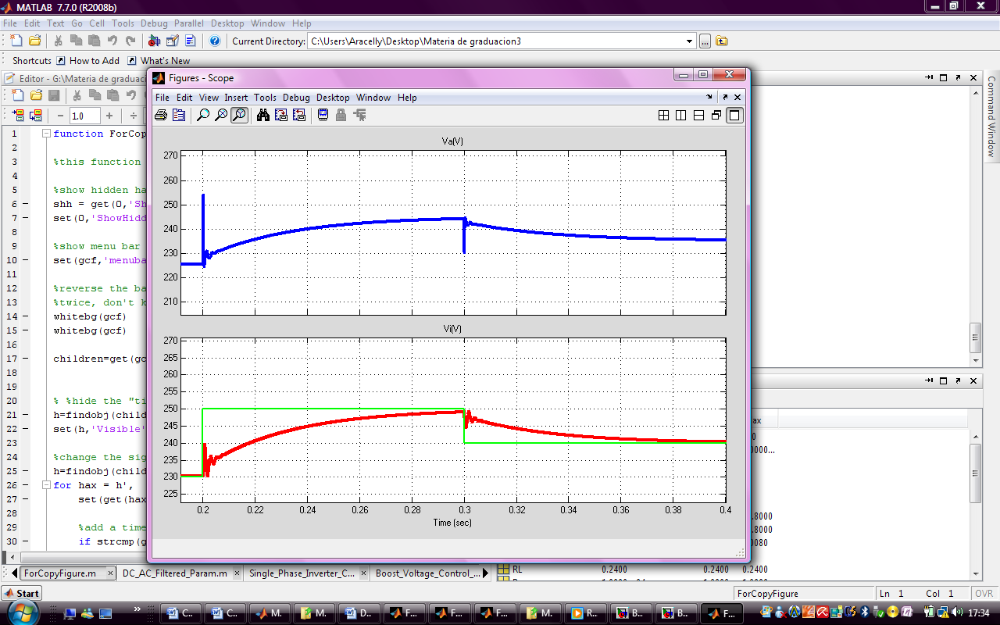 MATLAB 7.7.0 (R2008b)
File Edit Text Go Cell Tools Debug Parallel Desktop Window Help
Current Directory: C:\Users\Aracelly\Desktop\Materia de graduacion3
Shortcuts How to Add What's New
Editor - G:\Materia de graduaci
1.0
1 function ForCop
2
3 %this function
4
5 %show hidden ha
6 shh = get(0,'Sh
7 set(0,'ShowHidd
8
9 %show menu bar
10 set(gcf,'menuba
11
12 %reverse the ba
13 %twice, don't k
14 whitebg(gcf)
15 whitebg(gcf)
16
17 children=get(gc
18
19
20 % %hide the "ti
21 h=findobj(child
22 set(h,'Visible'
23
24 %change the sig
25 h=findobj(child
26 for hax = h',
27 set(get(hax
28
29 %add a time
30 if strcmp(g
Figures - Scope
File Edit View Insert Tools Debug Desktop Window Help
Va(V)
270
260
250
240
230
220
210
Vi(V)
270
265
260
255
250
245
240
235
230
225
0.2 0.22 0.24 0.26 0.28 0.3 0.32 0.34 0.36 0.38 0.4
Time (sec)
Command Window
RL 0.2400 0.2400 0.2400
ForCopyFigure.m DC_AC_Filtered_Param.m Single_Phase_Inverter_C... Boost_Voltage_Control_...
Start ForCopyFigure Ln 1 Col 1 OVR
C... C... M... M. D... F... F... F... M. R... B... B... F... 17:34